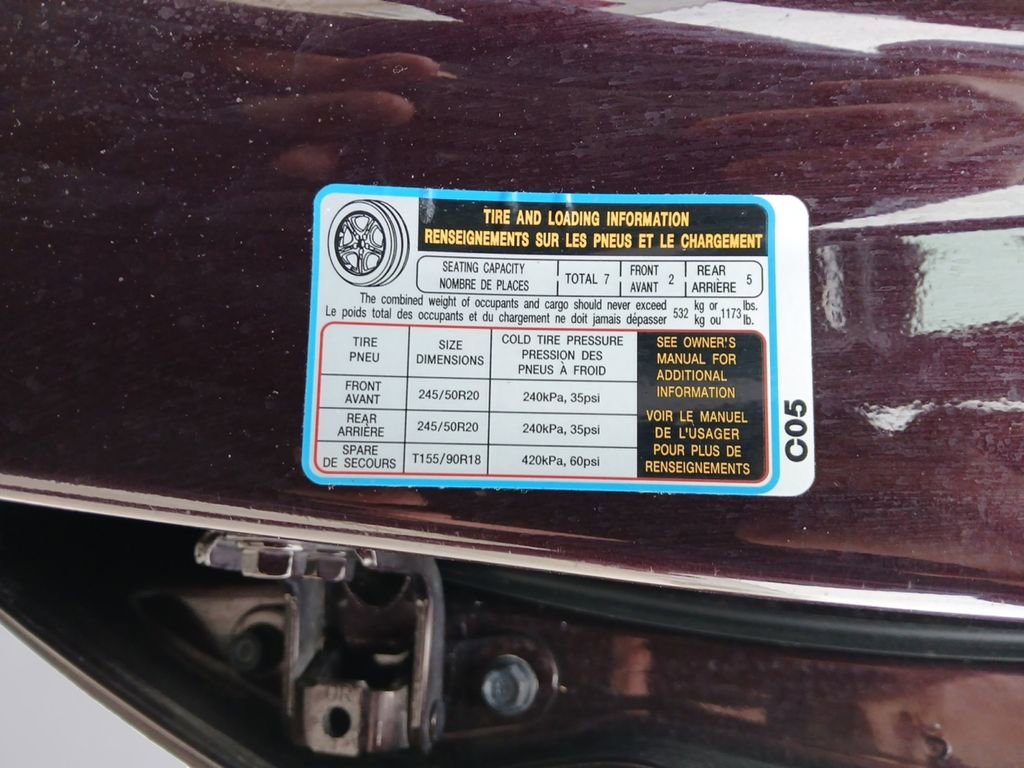 TIRE AND LOADING INFORMATION
RENSEIGNEMENTS SUR LES PNEUS ET LE CHARGEMENT
SEATING CAPACITY
NOMBRE DE PLACES
TOTAL 7
FRONT
AVANT 2
REAR
ARRIÈRE 5
The combined weight of occupants and cargo should never exceed 532 kg or 1173 lbs.
Le poids total des occupants et du chargement ne doit jamais dépasser kg ou lb.
TIRE
PNEU
SIZE
DIMENSIONS
COLD TIRE PRESSURE
PRESSION DES
PNEUS À FROID
FRONT
AVANT
245/50R20
240kPa, 35psi
REAR
ARRIÈRE
245/50R20
240kPa, 35psi
SPARE
DE SECOURS
T155/90R18
420kPa, 60psi
SEE OWNER'S
MANUAL FOR
ADDITIONAL
INFORMATION
VOIR LE MANUEL
DE L'USAGER
POUR PLUS DE
RENSEIGNEMENTS
C05